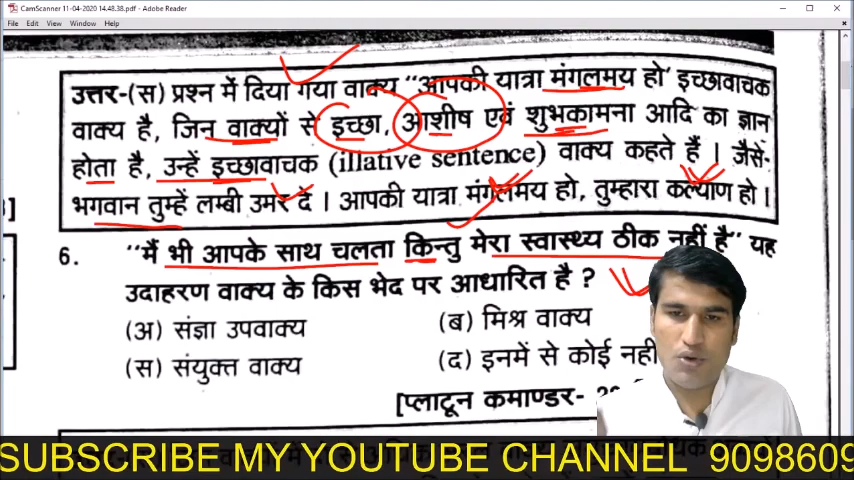 CamScanner 11-04-2020 14.48.38.pdf - Adobe Reader
File Edit View Window Help
उत्तर-(स) प्रश्न में दिया गया वाक्य "आपकी यात्रा मंगलमय हो' इच्छावाचक
वाक्य है, जिन वाक्यों से इच्छा, आशीष एवं शुभकामना आदि का ज्ञान
होता है, उन्हें इच्छावाचक (illative sentence) वाक्य कहते हैं । जैसे-
भगवान तुम्हें लम्बी उमर दे । आपकी यात्रा मंगलमय हो, तुम्हारा कल्याण हो ।
6. "मैं भी आपके साथ चलता किन्तु मेरा स्वास्थ्य ठीक नहीं है" यह
उदाहरण वाक्य के किस भेद पर आधारित है ?
(अ) संज्ञा उपवाक्य (ब) मिश्र वाक्य
(स) संयुक्त वाक्य (द) इनमें से कोई नहीं
[प्लाटून कमाण्डर-
SUBSCRIBE MY YOUTUBE CHANNEL 9098609